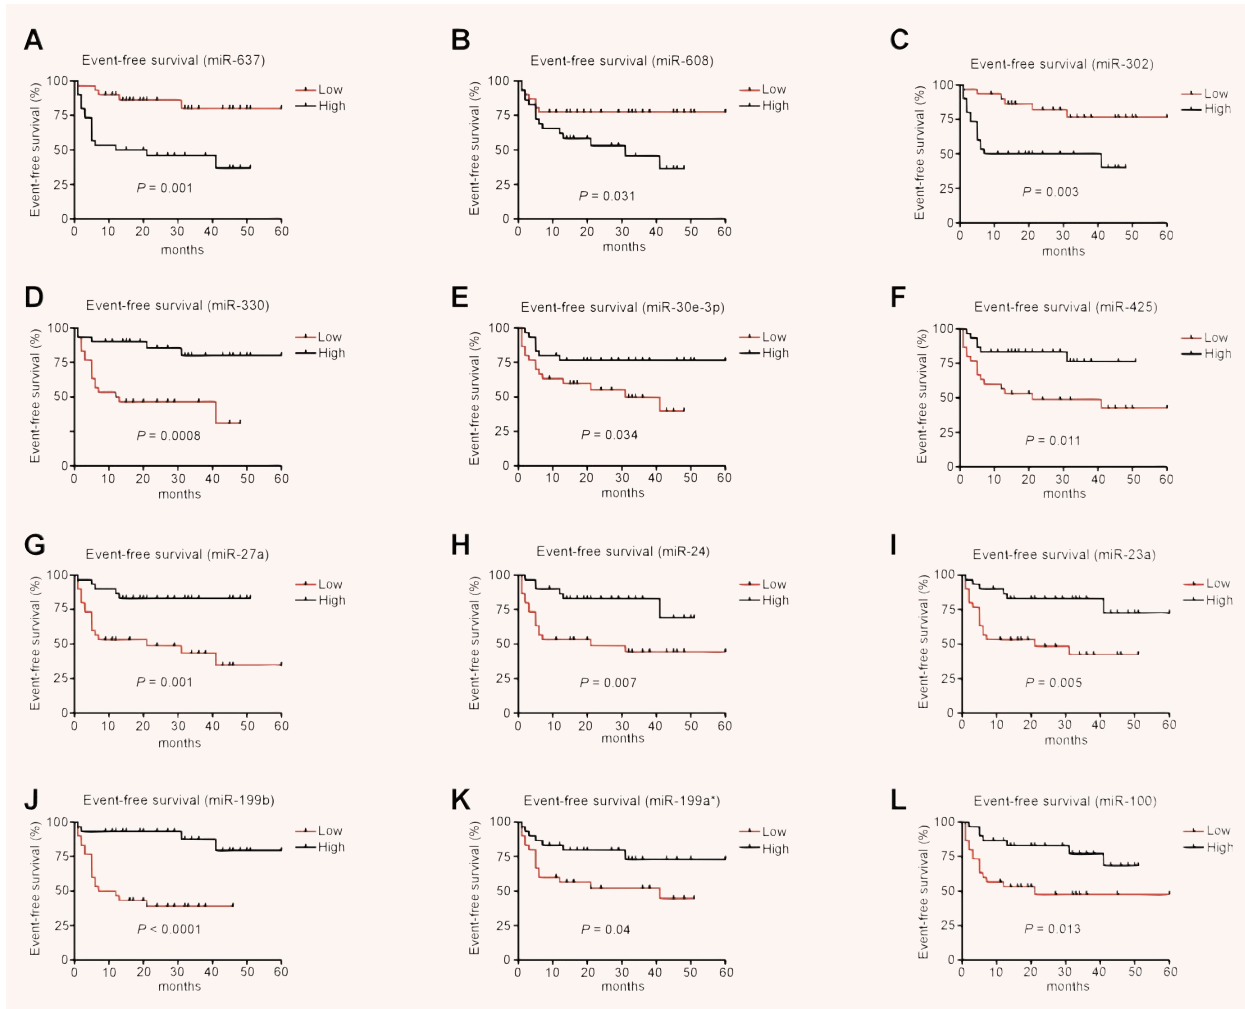 A
Event-free survival (miR-637)
Event-free survival (%)
100
75
50
25
0
0 10 20 30 40 50 60
months
P = 0.001
Low
High
B
Event-free survival (miR-608)
Event-free survival (%)
100
75
50
25
0
0 10 20 30 40 50 60
months
P = 0.031
Low
High
C
Event-free survival (miR-302)
Event-free survival (%)
100
75
50
25
0
0 10 20 30 40 50 60
months
P = 0.003
Low
High
D
Event-free survival (miR-330)
Event-free survival (%)
100
75
50
0
0 10 20 30 40 50 60
months
P = 0.0008
Low
High
E
Event-free survival (miR-30e-3p)
Event-free survival (%)
100
75
50
25
0
0 10 20 30 40 50 60
months
P = 0.034
Low
High
F
Event-free survival (miR-425)
Event-free survival (%)
100
75
50
25
0
0 10 20 30 40 50 60
months
P = 0.011
Low
High
G
Event-free survival (miR-27a)
Event-free survival (%)
100
75
50
25
0
0 10 20 30 40 50 60
months
P = 0.001
Low
High
H
Event-free survival (miR-24)
Event-free survival (%)
100
75
50
25
0
0 10 20 30 40 50 60
months
P = 0.007
Low
High
I
Event-free survival (miR-23a)
Event-free survival (%)
100
75
50
25
0
0 10 20 30 40 50 60
months
P = 0.005
Low
High
J
Event-free survival (miR-199b)
Event-free survival (%)
100
75
50
25
0
0 10 20 30 40 50 60
months
P < 0.0001
Low
High
K
Event-free survival (miR-199a*)
Event-free survival (%)
100
75
50
25
0
0 10 20 30 40 50 60
months
P = 0.04
Low
High
L
Event-free survival (miR-100)
Event-free survival (%)
100
75
50
25
0
0 10 20 30 40 50 60
months
P = 0.013
Low
High